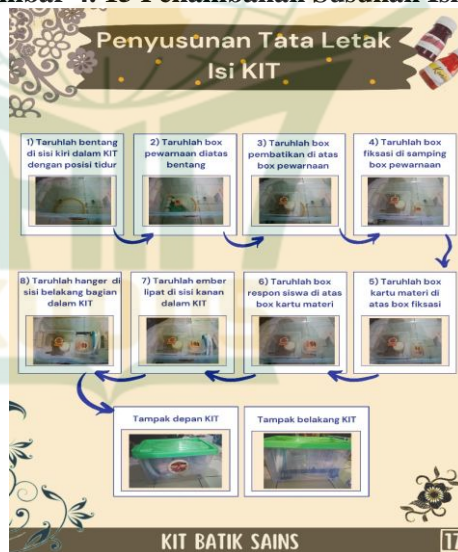 Penyusunan Tata Letak
Isi KIT
1) Taruhlah bentang
di sisi kiri dalam KIT
dengan posisi tidur
2) Taruhlah box
pewarnaan diatas
bentang
3) Taruhlah box
pembatikan di atas
box pewarnaan
4) Taruhlah box
fiksasi di samping
box pewarnaan
5) Taruhlah box
kartu materi di
atas box fiksasi
6) Taruhlah box
respon siswa di atas
box kartu materi
7) Taruhlah ember
lipat di sisi kanan
dalam KIT
8) Taruhlah hanger di
sisi belakang bagian
dalam KIT
Tampak depan KIT
Tampak belakang KIT
KIT BATIK SAINS
17